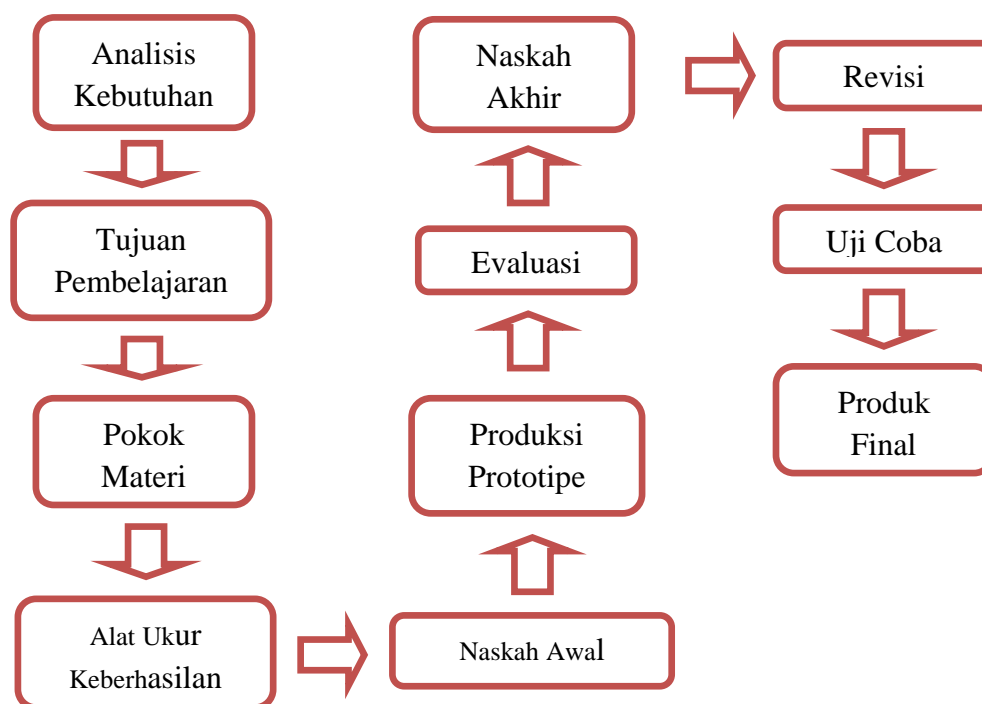 Analisis
Kebutuhan
Tujuan
Pembelajaran
Pokok
Materi
Alat Ukur
Keberhasilan
Naskah Awal
Produksi
Prototipe
Evaluasi
Naskah
Akhir
Revisi
Uji Coba
Produk
Final